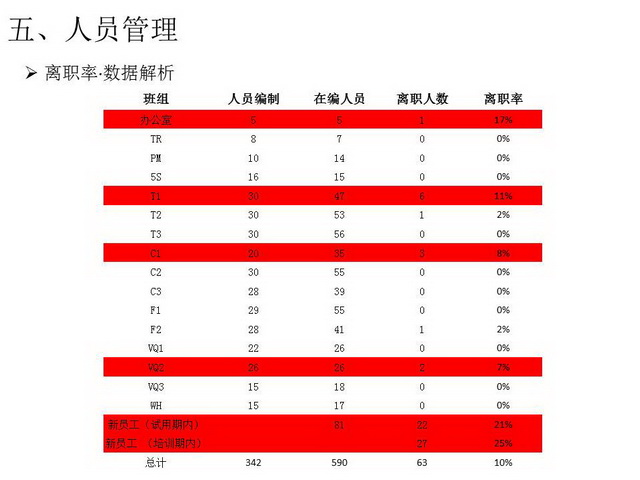 五、人员管理
➢ 离职率·数据解析
班组 人员编制 在编人员 离职人数 离职率
办公室 5 5 1 17%
TR 8 7 0 0%
PM 10 14 0 0%
5S 16 15 0 0%
T1 30 47 6 11%
T2 30 53 1 2%
T3 30 56 0 0%
C1 20 35 3 8%
C2 30 55 0 0%
C3 28 39 0 0%
F1 29 55 0 0%
F2 28 41 1 2%
VQ1 22 26 0 0%
VQ2 26 26 2 7%
VQ3 15 18 0 0%
WH 15 17 0 0%
新员工（试用期内） 81 22 21%
新员工 （培训期内） 27 25%
总计 342 590 63 10%